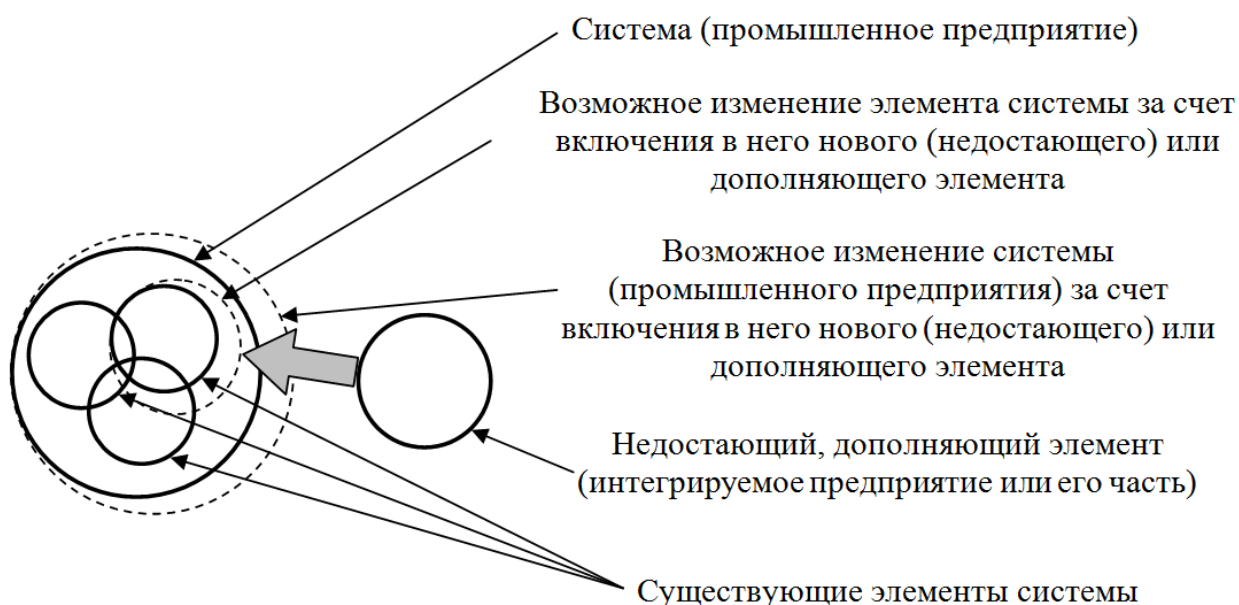 Система (промышленное предприятие)
Возможное изменение элемента системы за счет
включения в него нового (недостающего) или
дополняющего элемента
Возможное изменение системы
(промышленного предприятия) за счет
включения в него нового (недостающего) или
дополняющего элемента
Недостающий, дополняющий элемент
(интегрируемое предприятие или его часть)
Существующие элементы системы